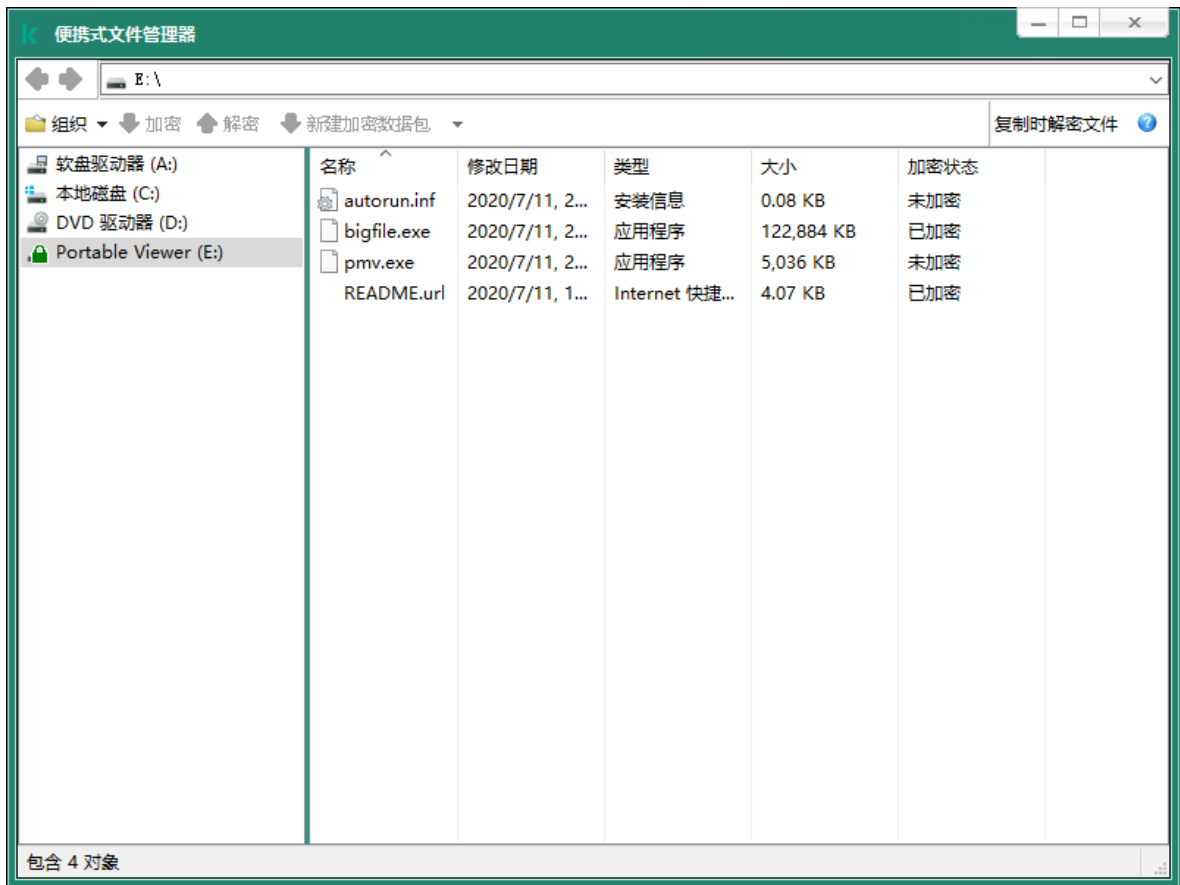 便携式文件管理器
E:\
组织 加密 解密 新建加密数据包 复制时解密文件
软盘驱动器 (A:)
本地磁盘 (C:)
DVD 驱动器 (D:)
Portable Viewer (E:)
名称 修改日期 类型 大小 加密状态
autorun.inf 2020/7/11, 2... 安装信息 0.08 KB 未加密
bigfile.exe 2020/7/11, 2... 应用程序 122,884 KB 已加密
pmv.exe 2020/7/11, 2... 应用程序 5,036 KB 未加密
README.url 2020/7/11, 1... Internet 快捷... 4.07 KB 已加密
包含 4 对象